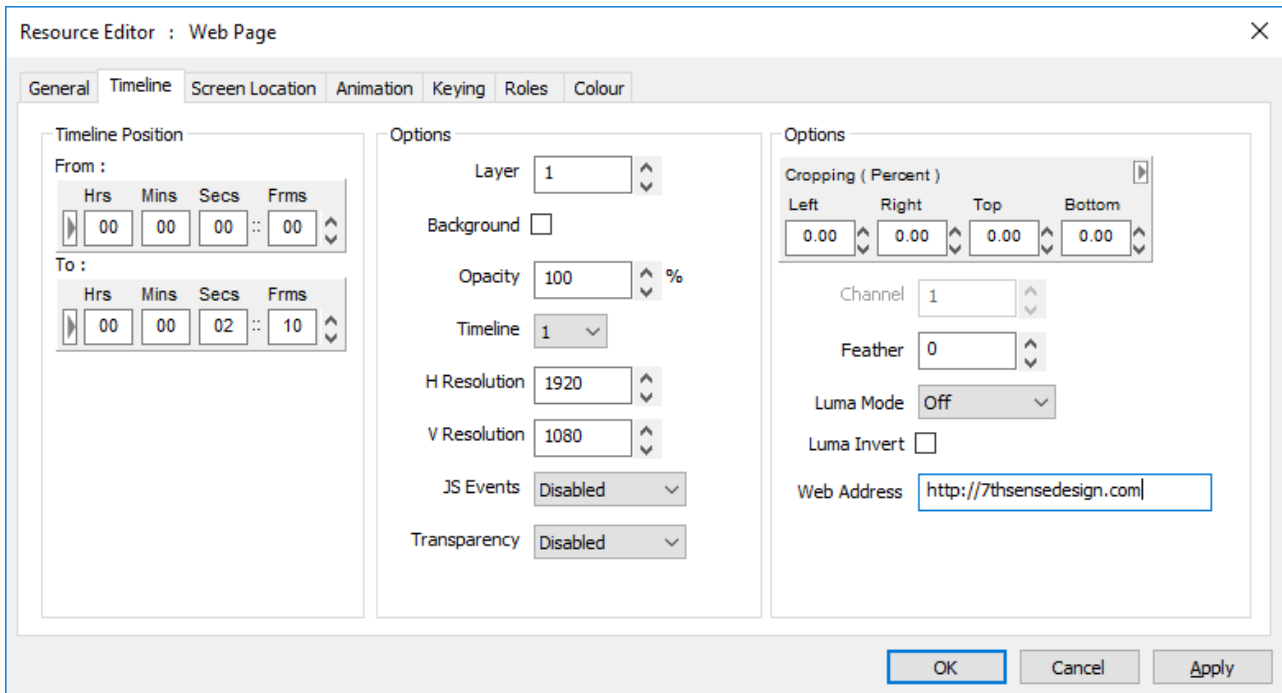 Resource Editor : Web Page
General Timeline Screen Location Animation Keying Roles Colour
Timeline Position
From :
Hrs Mins Secs Frms
00 00 00 :: 00
To :
Hrs Mins Secs Frms
00 00 02 :: 10
Options
Layer 1
Background
Opacity 100 %
Timeline 1
H Resolution 1920
V Resolution 1080
JS Events Disabled
Transparency Disabled
Options
Cropping ( Percent )
Left Right Top Bottom
0.00 0.00 0.00 0.00
Channel 1
Feather 0
Luma Mode Off
Luma Invert
Web Address http://7thsensedesign.com
OK Cancel Apply